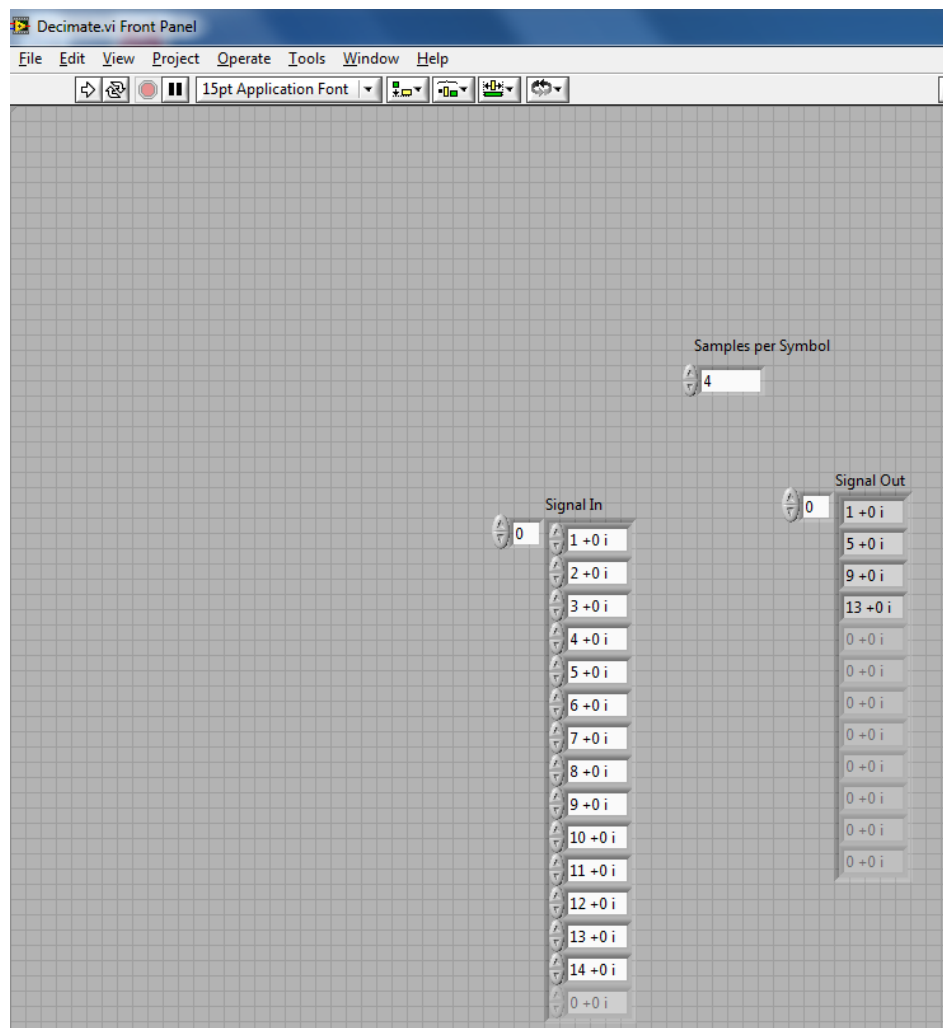 Decimate.vi Front Panel
File Edit View Project Operate Tools Window Help
15pt Application Font
Samples per Symbol
4
Signal In
0
1 +0 i
2 +0 i
3 +0 i
4 +0 i
5 +0 i
6 +0 i
7 +0 i
8 +0 i
9 +0 i
10 +0 i
11 +0 i
12 +0 i
13 +0 i
14 +0 i
0 +0 i
Signal Out
0
1 +0 i
5 +0 i
9 +0 i
13 +0 i
0 +0 i
0 +0 i
0 +0 i
0 +0 i
0 +0 i
0 +0 i
0 +0 i
0 +0 i